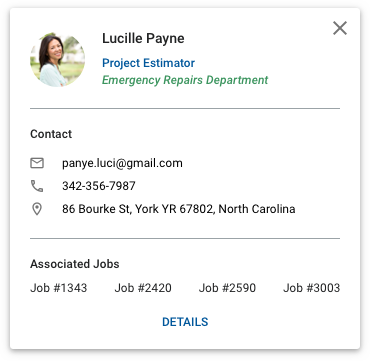 Lucille Payne
Project Estimator
Emergency Repairs Department
Contact
panye.luci@gmail.com
342-356-7987
86 Bourke St, York YR 67802, North Carolina
Associated Jobs
Job #1343 Job #2420 Job #2590 Job #3003
DETAILS